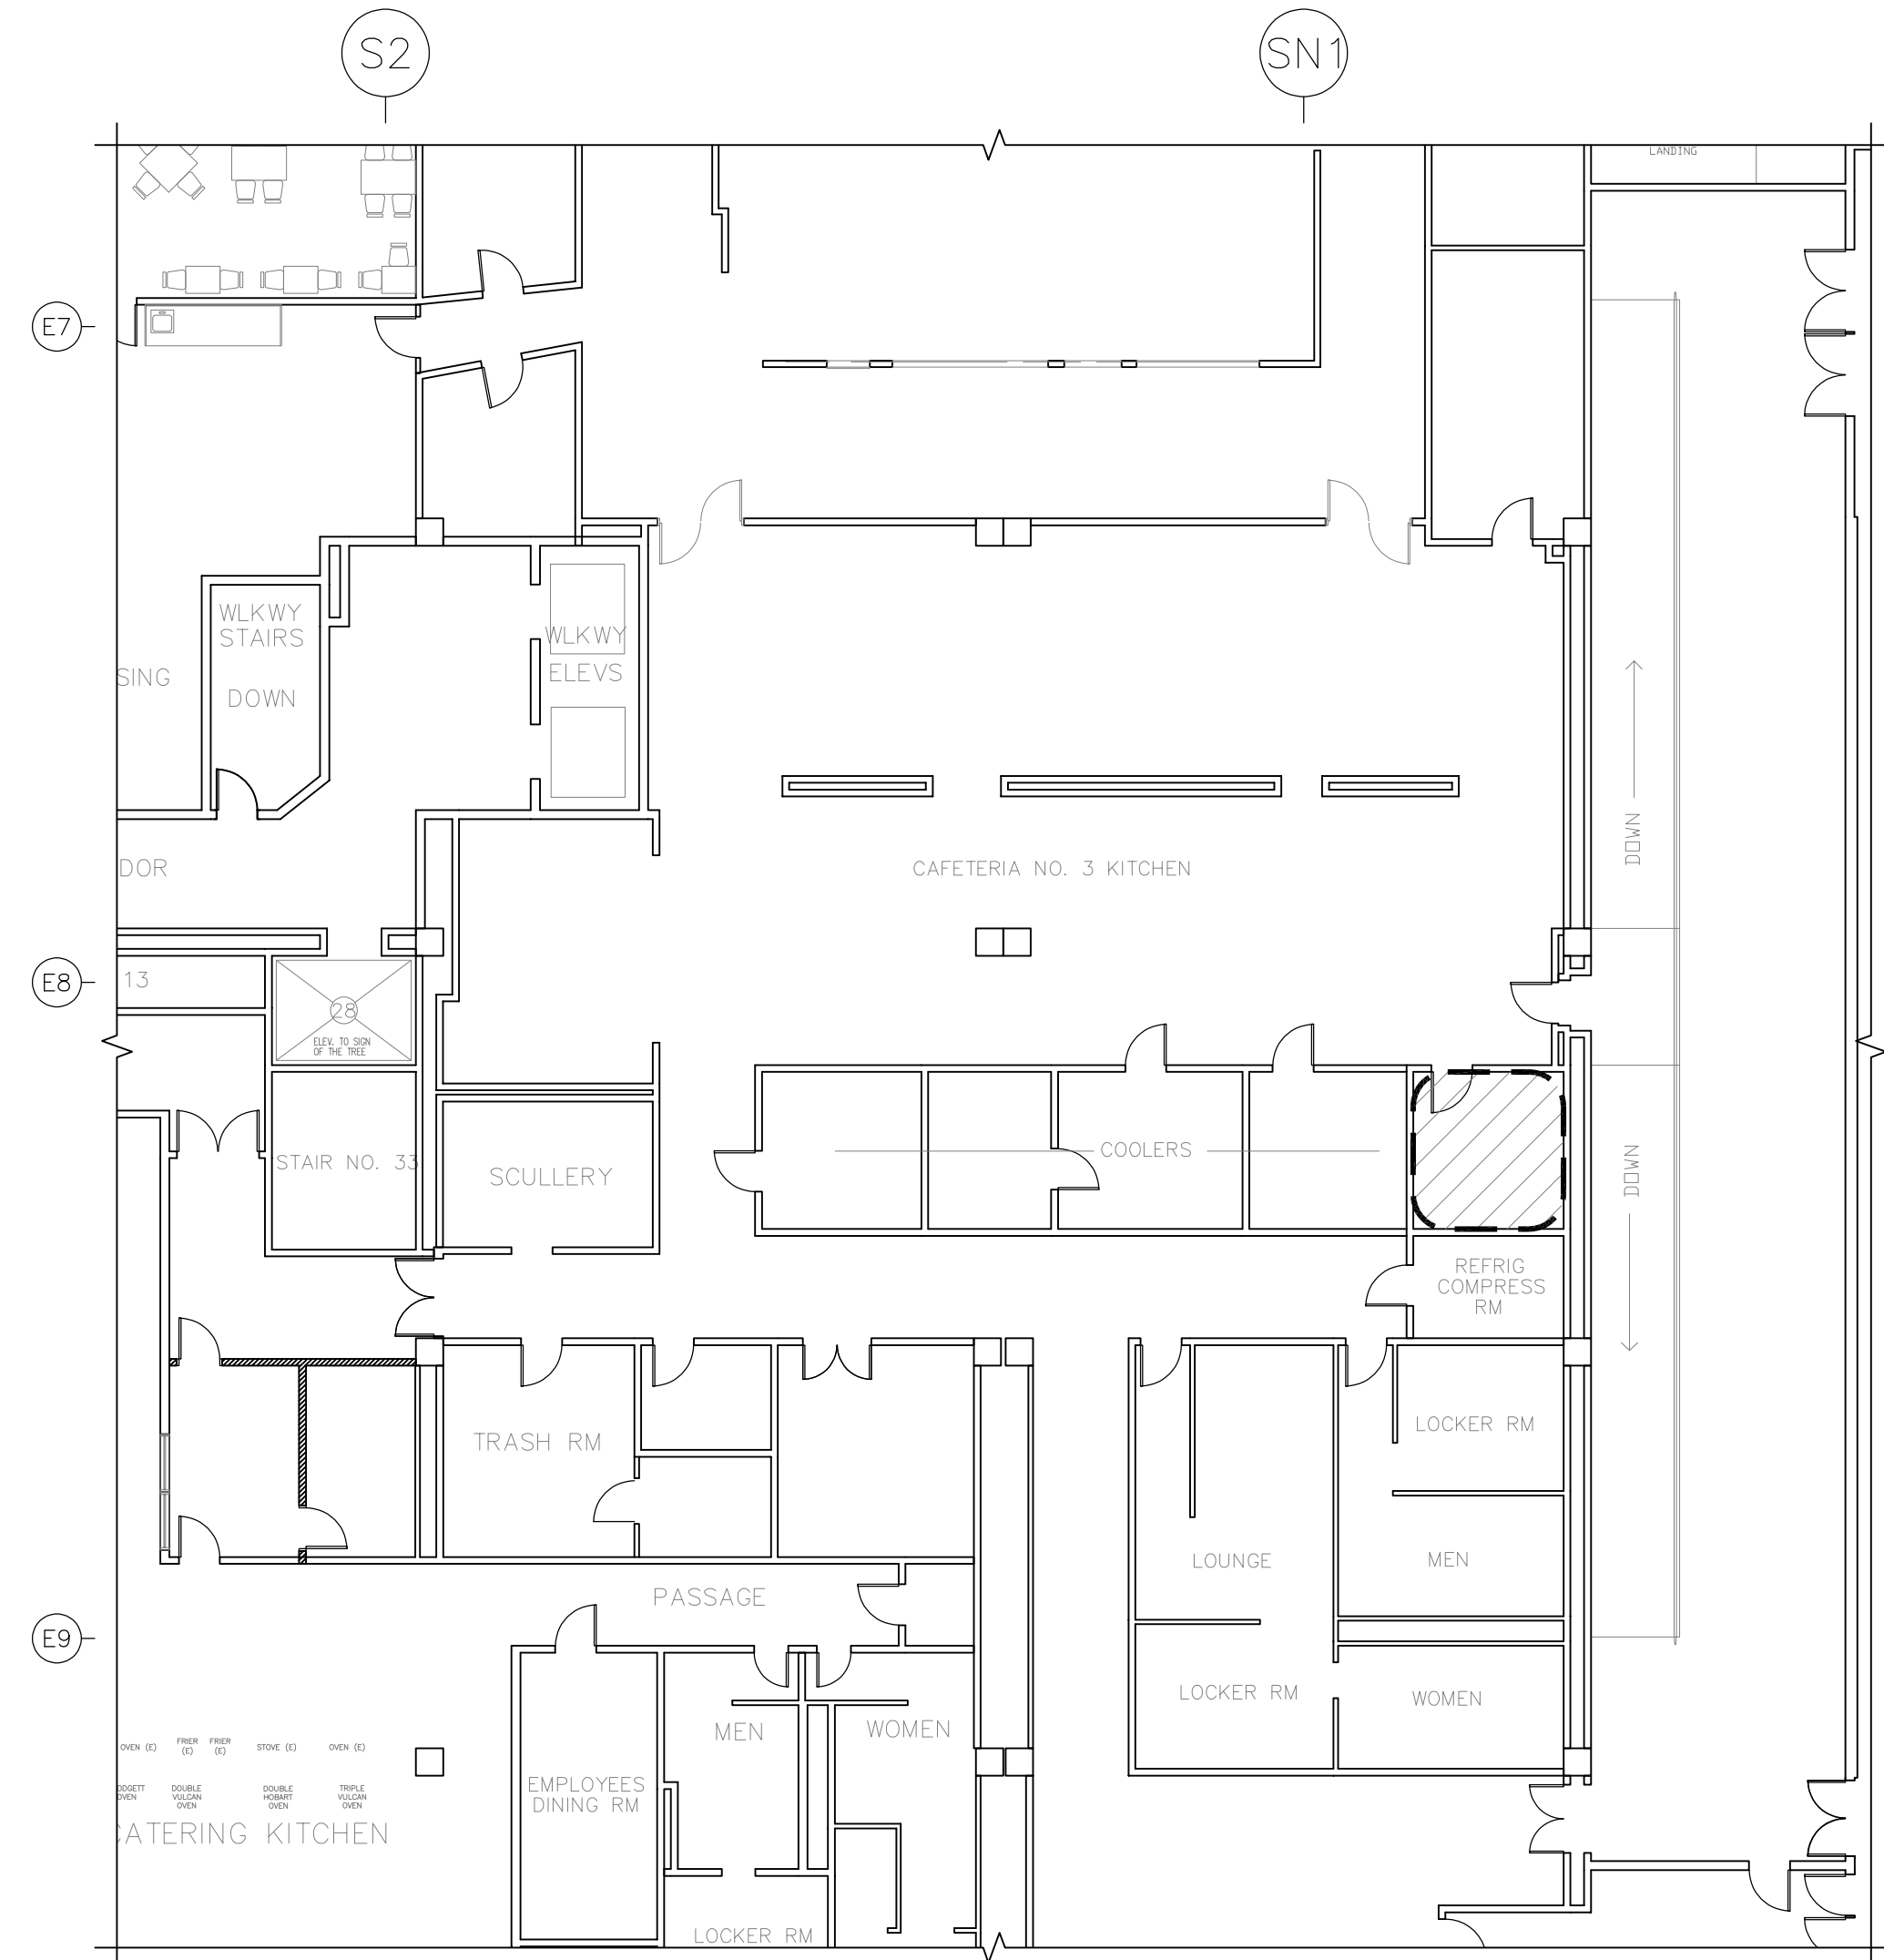 S2
SN1
LANDING
E7
WLKWY
STAIRS
DOWN
WLKWY
ELEVS
SING
DOWN
DOR
CAFETERIA NO. 3 KITCHEN
E8
13
28
ELEV. TO SIGN
OF THE TREE
STAIR NO. 33
SCULLERY
COOLERS
DOWN
REFRIG
COMPRESS
RM
TRASH RM
LOCKER RM
LOUNGE
MEN
PASSAGE
E9
LOCKER RM
WOMEN
MEN
WOMEN
OVEN (E)
FRIER
(E)
FRIER
(E)
STOVE (E)
OVEN (E)
ODGETT
OVEN
DOUBLE
VULCAN
OVEN
DOUBLE
HOBART
OVEN
TRIPLE
VULCAN
OVEN
EMPLOYEES
DINING RM
CATERING KITCHEN
LOCKER RM